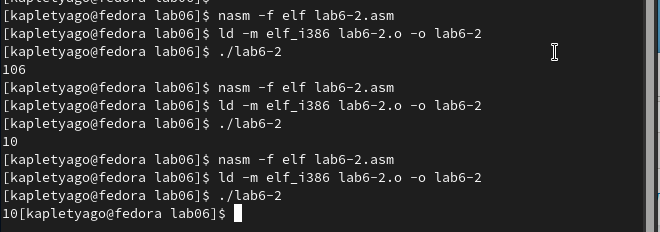 [kapletyago@fedora lab06]$ nasm -f elf lab6-2.asm
[kapletyago@fedora lab06]$ ld -m elf_i386 lab6-2.o -o lab6-2
[kapletyago@fedora lab06]$ ./lab6-2
106
[kapletyago@fedora lab06]$ nasm -f elf lab6-2.asm
[kapletyago@fedora lab06]$ ld -m elf_i386 lab6-2.o -o lab6-2
[kapletyago@fedora lab06]$ ./lab6-2
10
[kapletyago@fedora lab06]$ nasm -f elf lab6-2.asm
[kapletyago@fedora lab06]$ ld -m elf_i386 lab6-2.o -o lab6-2
[kapletyago@fedora lab06]$ ./lab6-2
10[kapletyago@fedora lab06]$